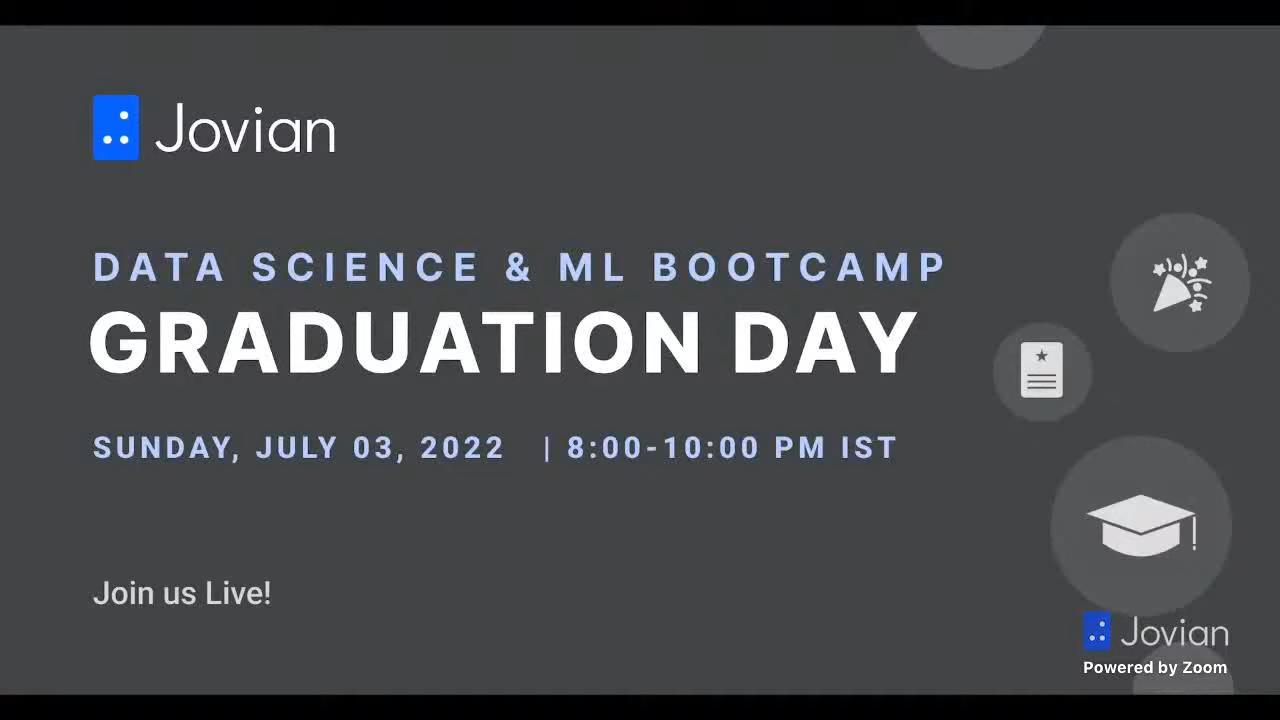 Jovian
DATA SCIENCE & ML BOOTCAMP
GRADUATION DAY
SUNDAY, JULY 03, 2022 | 8:00-10:00 PM IST
Join us Live!
Jovian
Powered by Zoom